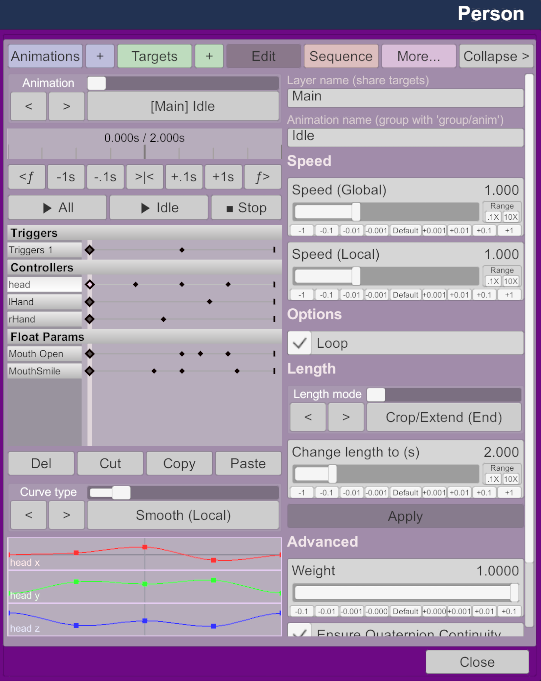 Person
Animations + Targets + Edit Sequence More... Collapse >
Animation
< > [Main] Idle
0.000s / 2.000s
<ƒ -1s -.1s >|< +.1s +1s ƒ>
▶ All ▶ Idle ■ Stop
Triggers
Triggers 1
Controllers
head
lHand
rHand
Float Params
Mouth Open
MouthSmile
Del Cut Copy Paste
Curve type
< > Smooth (Local)
head x
head y
head z
Layer name (share targets)
Main
Animation name (group with 'group/anim')
Idle
Speed
Speed (Global) 1.000
Range
-1 -0.1 -0.01 -0.001 Default +0.001 +0.01 +0.1 +1 .1X 10X
Speed (Local) 1.000
Range
-1 -0.1 -0.01 -0.001 Default +0.001 +0.01 +0.1 +1 .1X 10X
Options
Loop
Length
Length mode
< > Crop/Extend (End)
Change length to (s) 2.000
Range
-1 -0.1 -0.01 -0.001 Default +0.001 +0.01 +0.1 +1 .1X 10X
Apply
Advanced
Weight 1.0000
-0.1 -0.01 -0.001 -0.000 Default +0.000 +0.001 +0.01 +0.1
Ensure Quaternion Continuity
Close